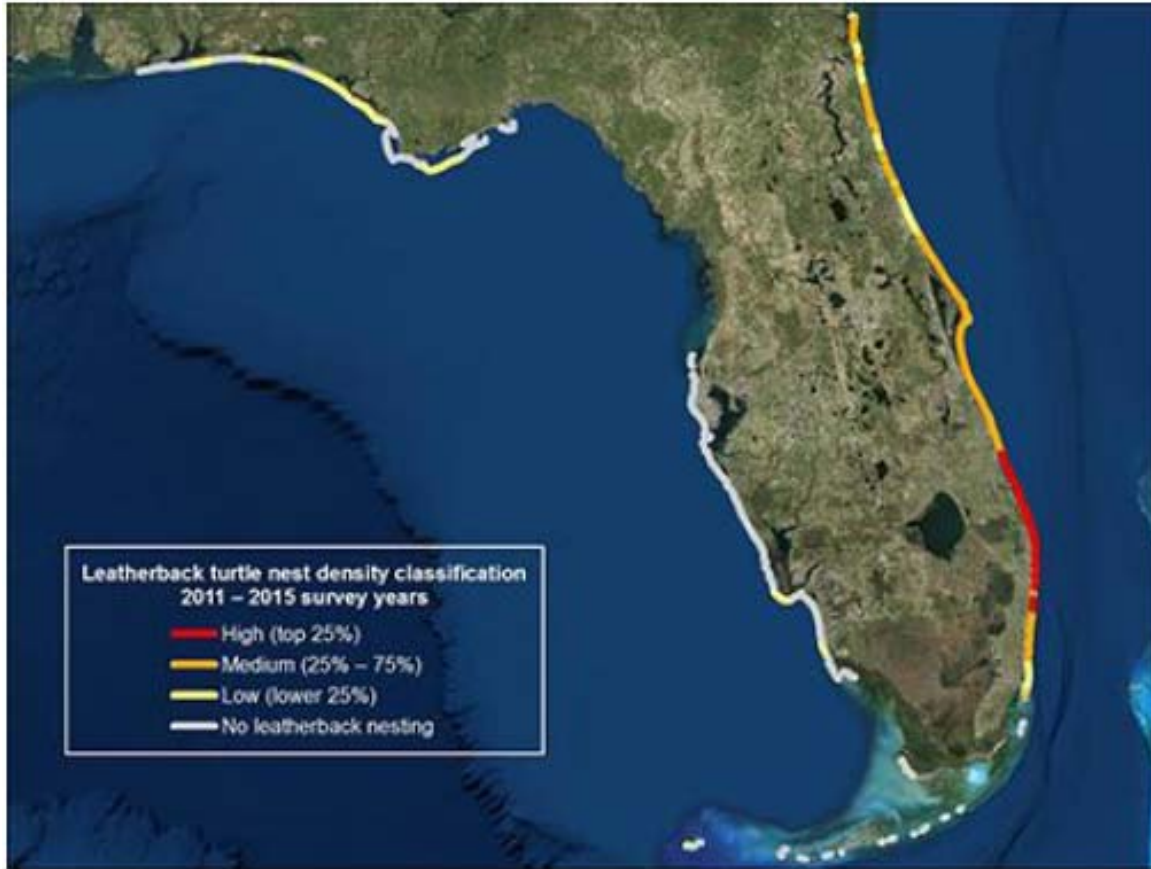 Leatherback turtle nest density classification
2011 – 2015 survey years
High (top 25%)
Medium (25% – 75%)
Low (lower 25%)
No leatherback nesting